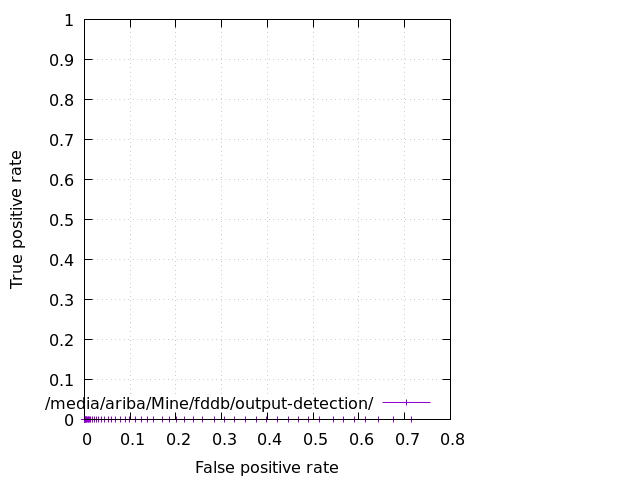 1
0.9
0.8
0.7
0.6
0.5
0.4
0.3
0.2
0.1
0
True positive rate
/media/ariba/Mine/fddb/output-detection/
0 0.1 0.2 0.3 0.4 0.5 0.6 0.7 0.8
False positive rate